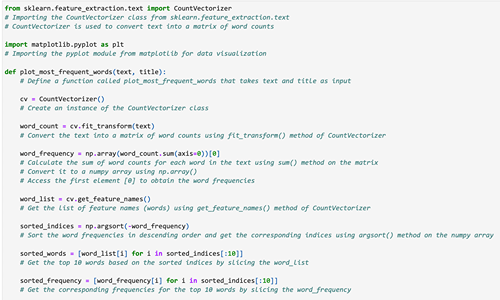 from sklearn.feature_extraction.text import CountVectorizer
# Importing the CountVectorizer class from sklearn.feature_extraction.text
# CountVectorizer is used to convert text into a matrix of word counts
import matplotlib.pyplot as plt
# Importing the pyplot module from matplotlib for data visualization
def plot_most_frequent_words(text, title):
# Define a function called plot_most_frequent_words that takes text and title as input
cv = CountVectorizer()
# Create an instance of the CountVectorizer class
word_count = cv.fit_transform(text)
# Convert the text into a matrix of word counts using fit_transform() method of CountVectorizer
word_frequency = np.array(word_count.sum(axis=0))[0]
# Calculate the sum of word counts for each word in the text using sum() method on the matrix
# Convert it to a numpy array using np.array()
# Access the first element [0] to obtain the word frequencies
word_list = cv.get_feature_names()
# Get the list of feature names (words) using get_feature_names() method of CountVectorizer
sorted_indices = np.argsort(-word_frequency)
# Sort the word frequencies in descending order and get the corresponding indices using argsort() method on the numpy array
sorted_words = [word_list[i] for i in sorted_indices[:10]]
# Get the top 10 words based on the sorted indices by slicing the word_list
sorted_frequency = [word_frequency[i] for i in sorted_indices[:10]]
# Get the corresponding frequencies for the top 10 words by slicing the word_frequency